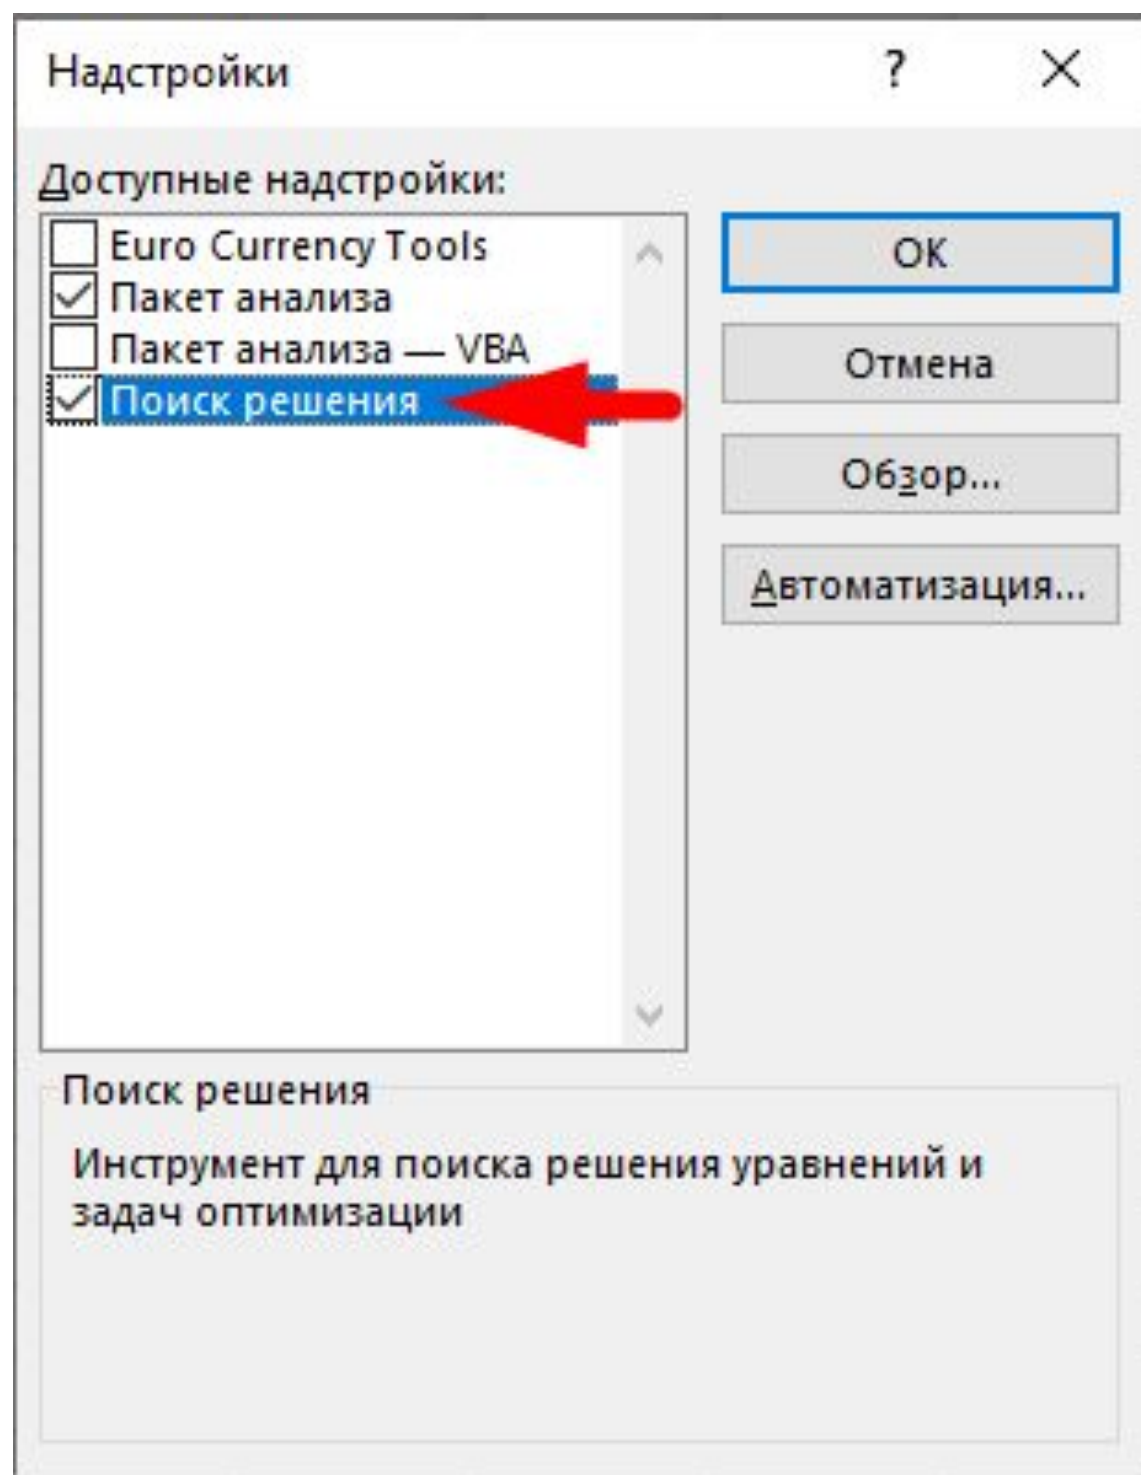 Надстройки
?
Доступные надстройки:
Euro Currency Tools
Пакет анализа
Пакет анализа — VBA
Поиск решения
ОК
Отмена
Обзор...
Автоматизация...
Поиск решения
Инструмент для поиска решения уравнений и
задач оптимизации